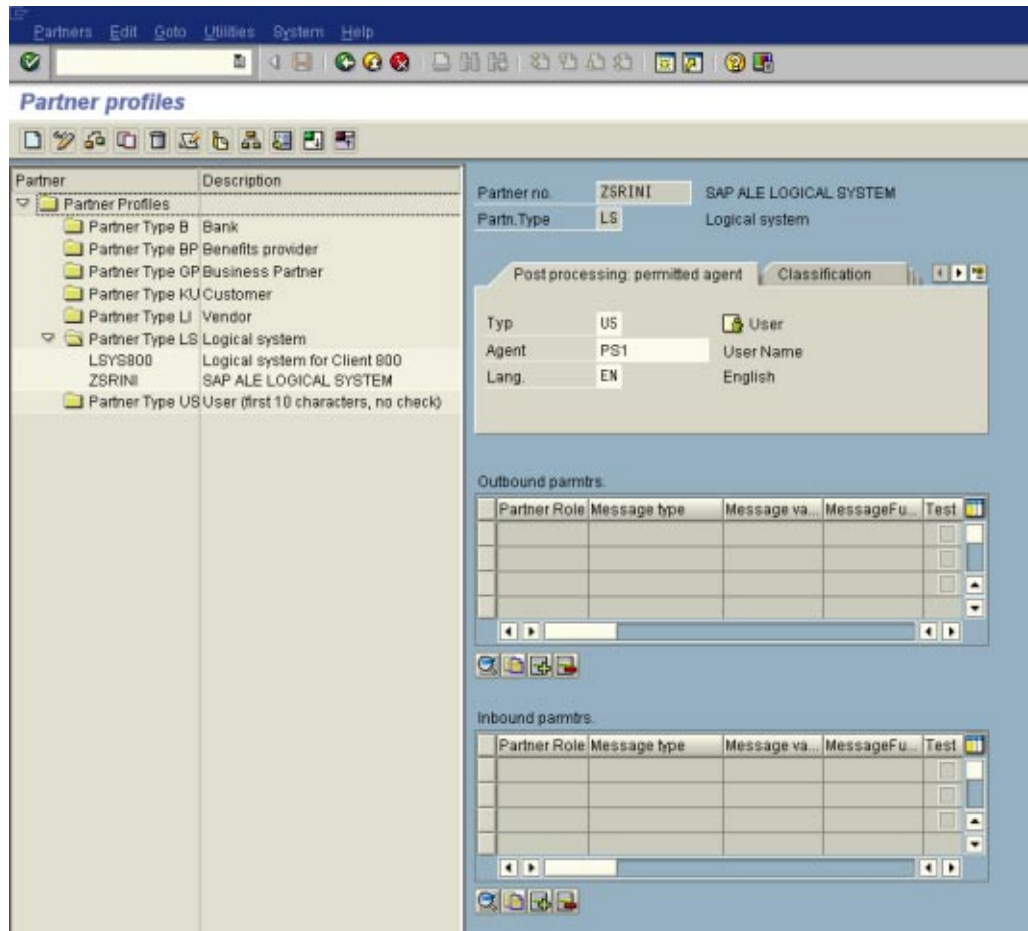 Partners Edit Goto Utilities System Help
Partner profiles
Partner Description
Partner Profiles
Partner Type B Bank
Partner Type BP Benefits provider
Partner Type GP Business Partner
Partner Type KU Customer
Partner Type LI Vendor
Partner Type LS Logical system
LSYS800 Logical system for Client 800
ZSRINI SAP ALE LOGICAL SYSTEM
Partner Type US User (first 10 characters, no check)
Partner no. ZSRINI SAP ALE LOGICAL SYSTEM
Partn.Type LS Logical system
Post processing: permitted agent Classification
Typ US User
Agent PS1 User Name
Lang. EN English
Outbound parmtrs.
Partner Role Message type Message va... MessageFu... Test
Inbound parmtrs.
Partner Role Message type Message va... MessageFu... Test